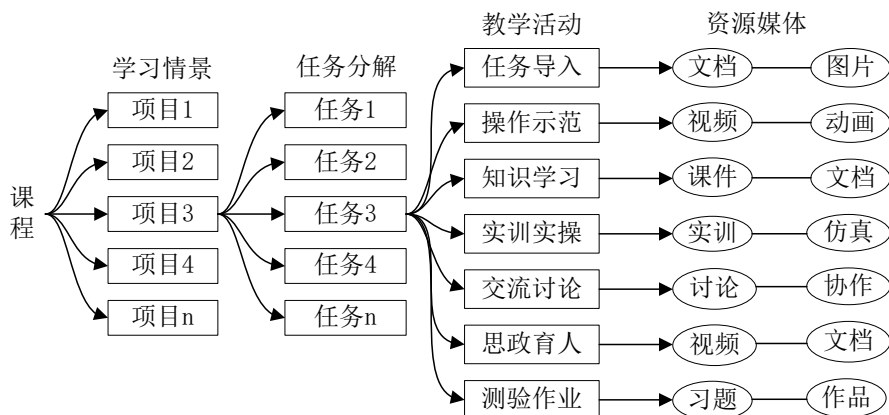 教学活动 资源媒体
学习情景 任务分解
任务导入 文档 图片
项目1 任务1
操作示范 视频 动画
项目2 任务2
知识学习 课件 文档
课程
项目3 任务3
实训实操 实训 仿真
项目4 任务4
交流讨论 讨论 协作
项目n 任务n
思政育人 视频 文档
测验作业 习题 作品